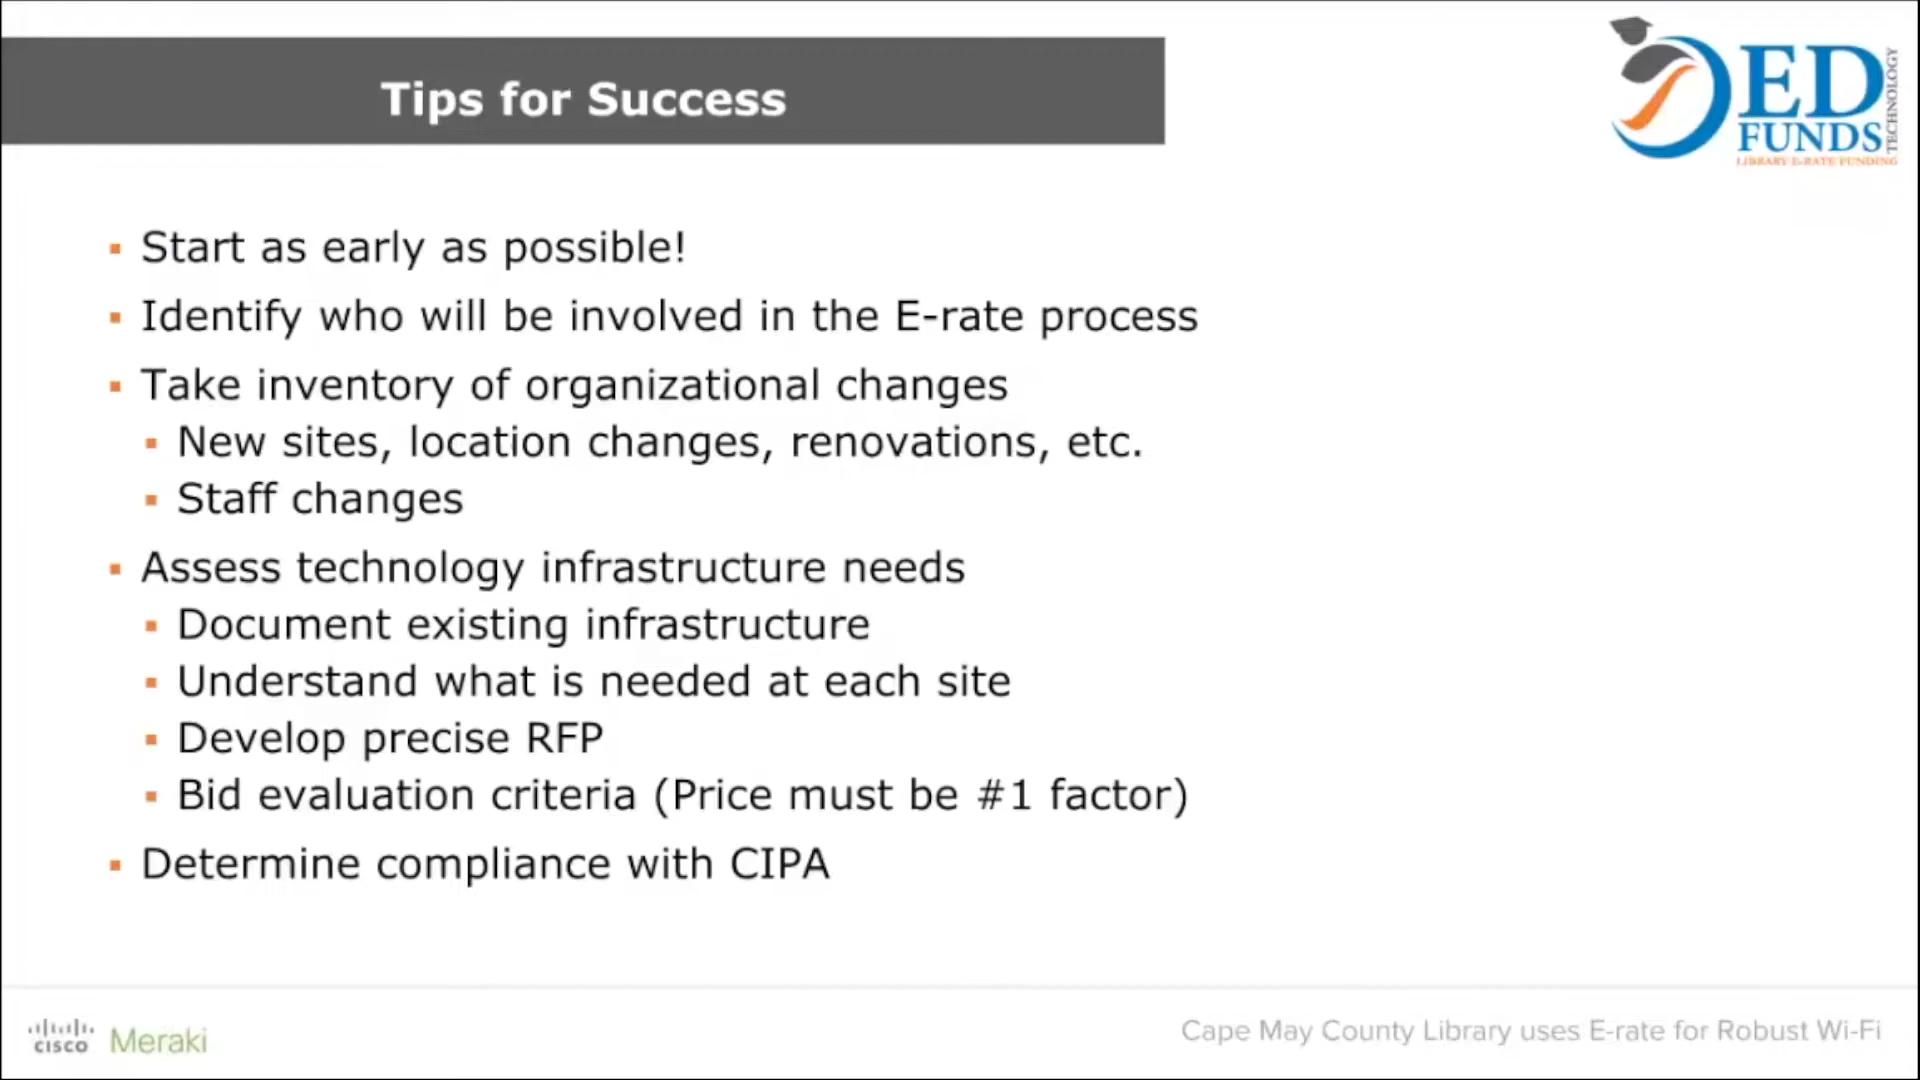 Tips for Success
ED
FUNDS
TECHNOLOGY
LIBRARY E-RATE FUNDING
Start as early as possible!
Identify who will be involved in the E-rate process
Take inventory of organizational changes
New sites, location changes, renovations, etc.
Staff changes
Assess technology infrastructure needs
Document existing infrastructure
Understand what is needed at each site
Develop precise RFP
Bid evaluation criteria (Price must be #1 factor)
Determine compliance with CIPA
cisco Meraki
Cape May County Library uses E-rate for Robust Wi-Fi